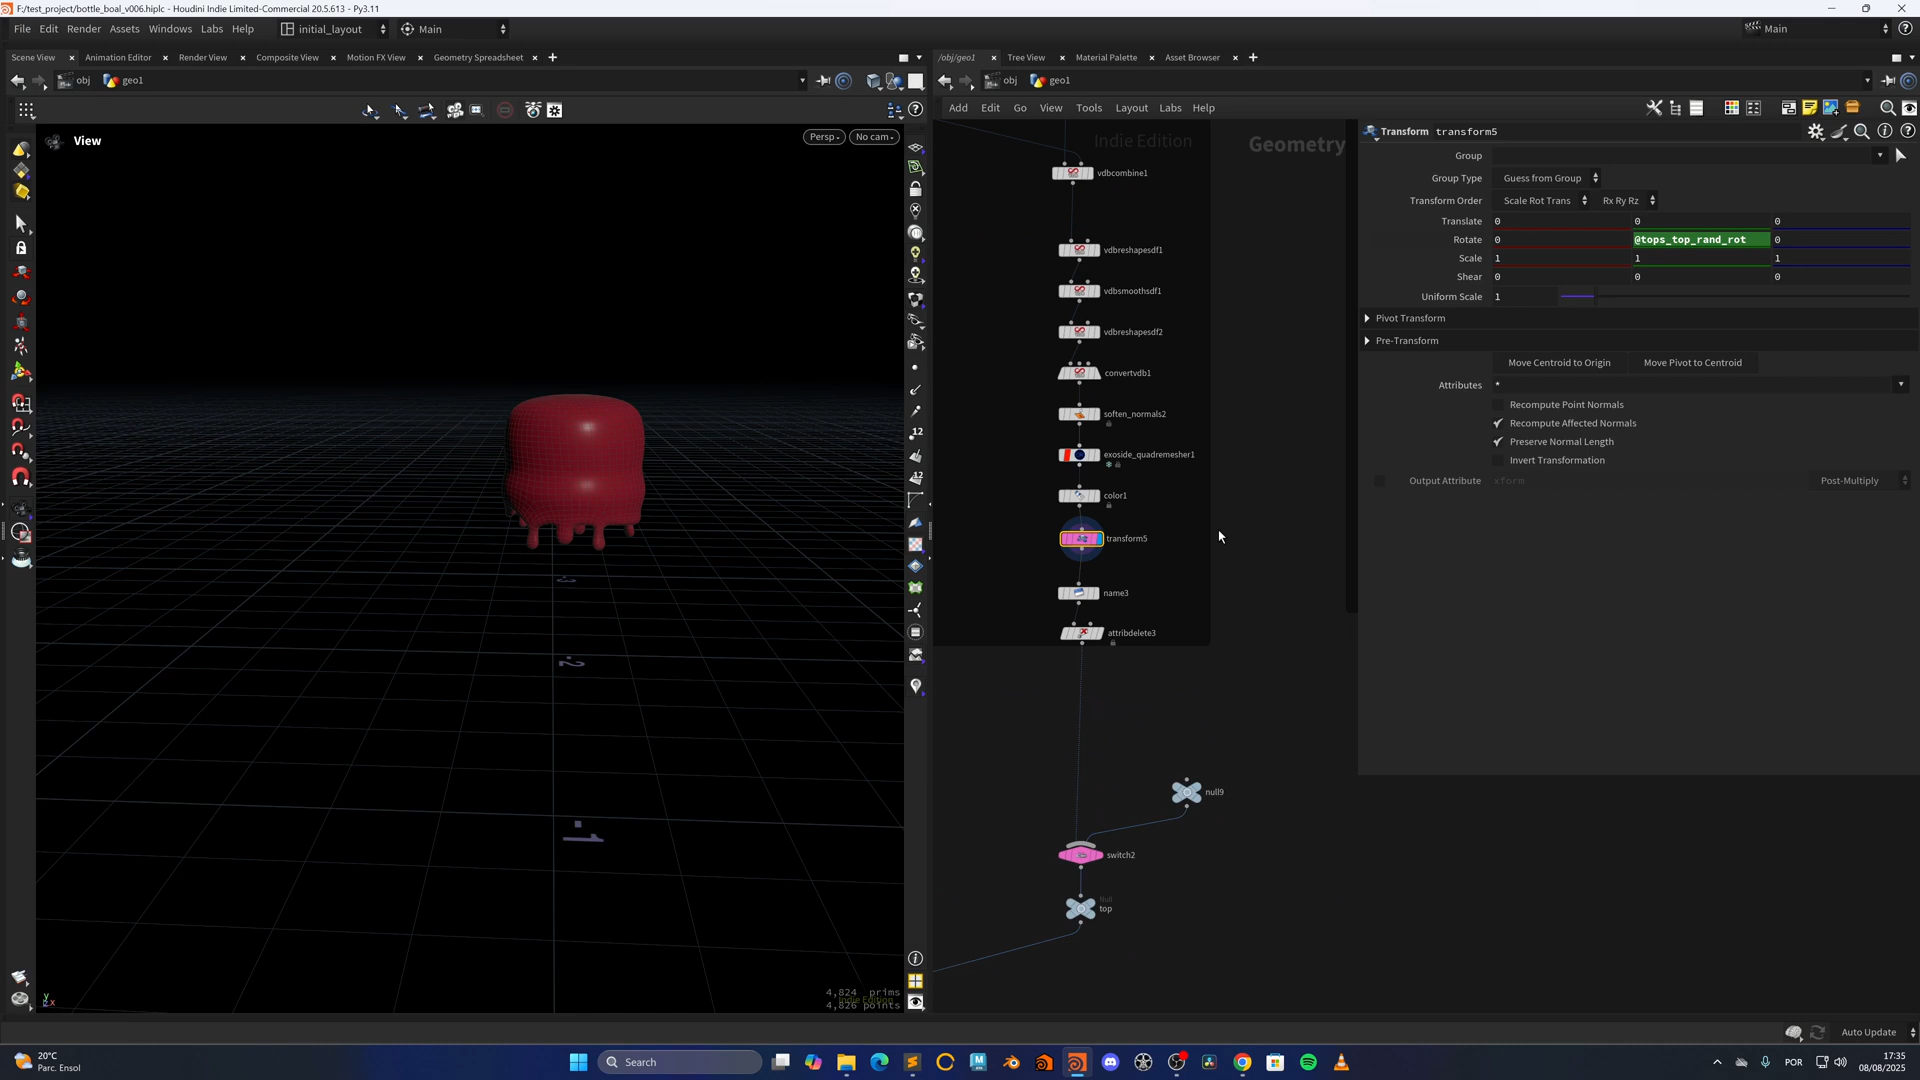 F:/test_project/bottle_boal_v006.hiplc - Houdini Indie Limited-Commercial 20.5.613 - Py3.11
File Edit Render Assets Windows Labs Help initial_layout Main Main
Scene View Animation Editor Render View Composite View Motion FX View Geometry Spreadsheet
obj geo1
View
Persp No cam
12
12
3
2
1
4,824 prims
4,826 points
Indie Edition
y
z x
/obj/geo1 Tree View Material Palette Asset Browser
obj geo1
Add Edit Go View Tools Layout Labs Help
Indie Edition
Geometry
vdbcombine1
vdbreshapesdf1
vdbsmoothsdf1
vdbreshapesdf2
convertvdb1
soften_normals2
exoside_quadremesher1
color1
transform5
name3
attribdelete3
null9
switch2
Null
top
Transform transform5
Group
Group Type Guess from Group
Transform Order Scale Rot Trans Rx Ry Rz
Translate 0 0 0
Rotate 0 @tops_top_rand_rot 0
Scale 1 1 1
Shear 0 0 0
Uniform Scale 1
Pivot Transform
Pre-Transform
Move Centroid to Origin Move Pivot to Centroid
Attributes *
Recompute Point Normals
Recompute Affected Normals
Preserve Normal Length
Invert Transformation
Output Attribute xform Post-Multiply
Auto Update
20°C
Parc. Ensol
Search
POR
17:35
08/08/2025